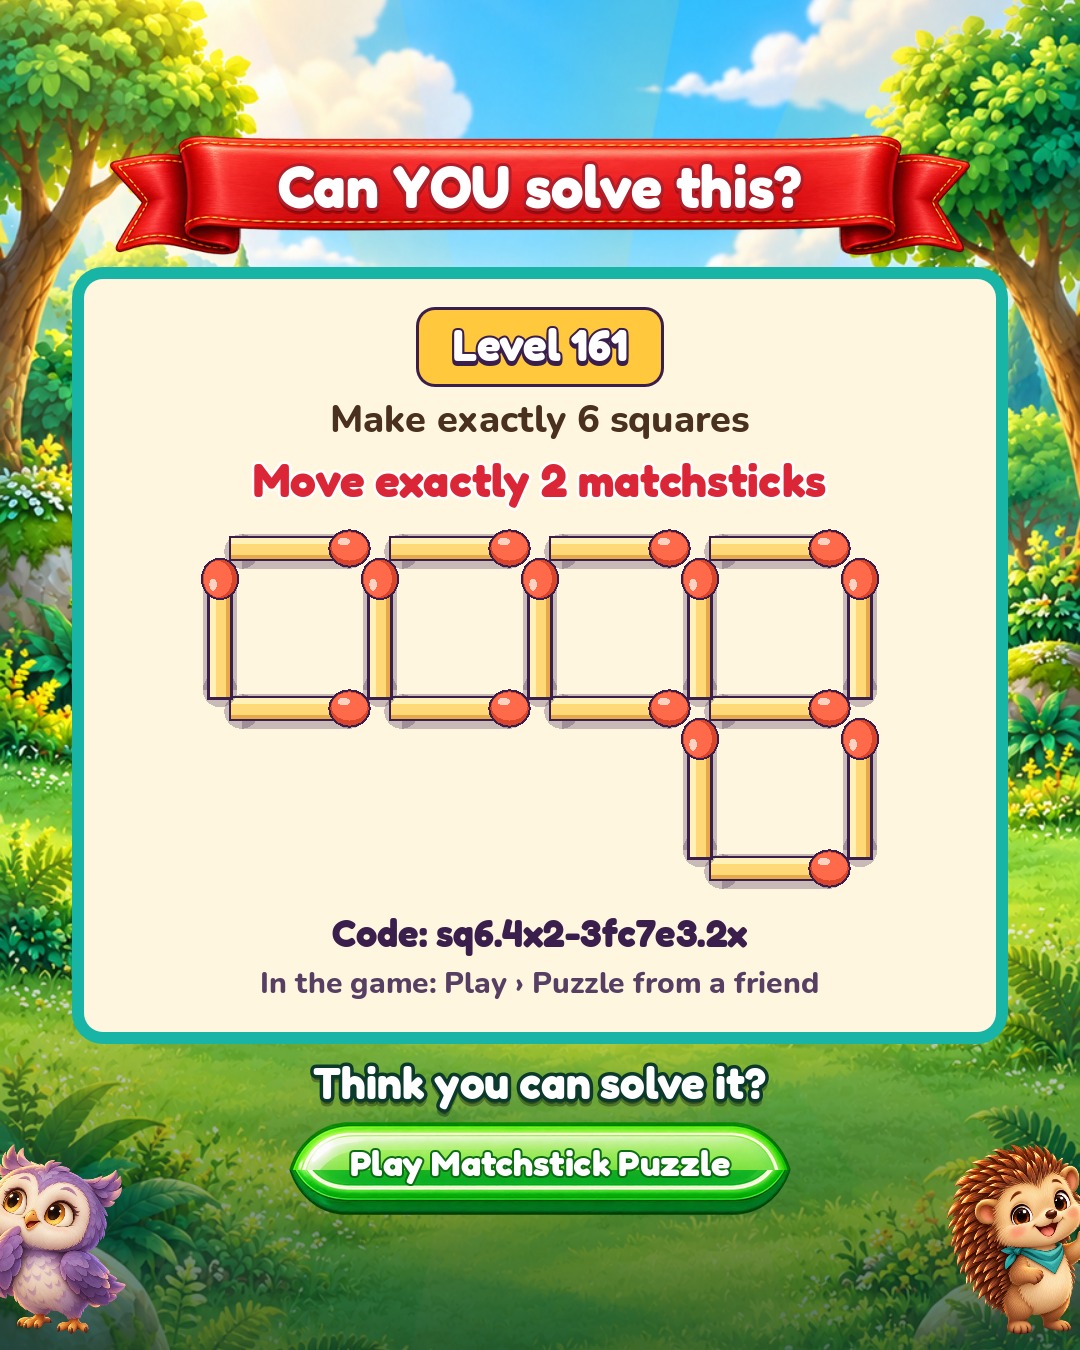 Can YOU solve this?
Level 161
Make exactly 6 squares
Move exactly 2 matchsticks
Code: sq6.4x2-3fc7e3.2x
In the game: Play › Puzzle from a friend
Think you can solve it?
Play Matchstick Puzzle